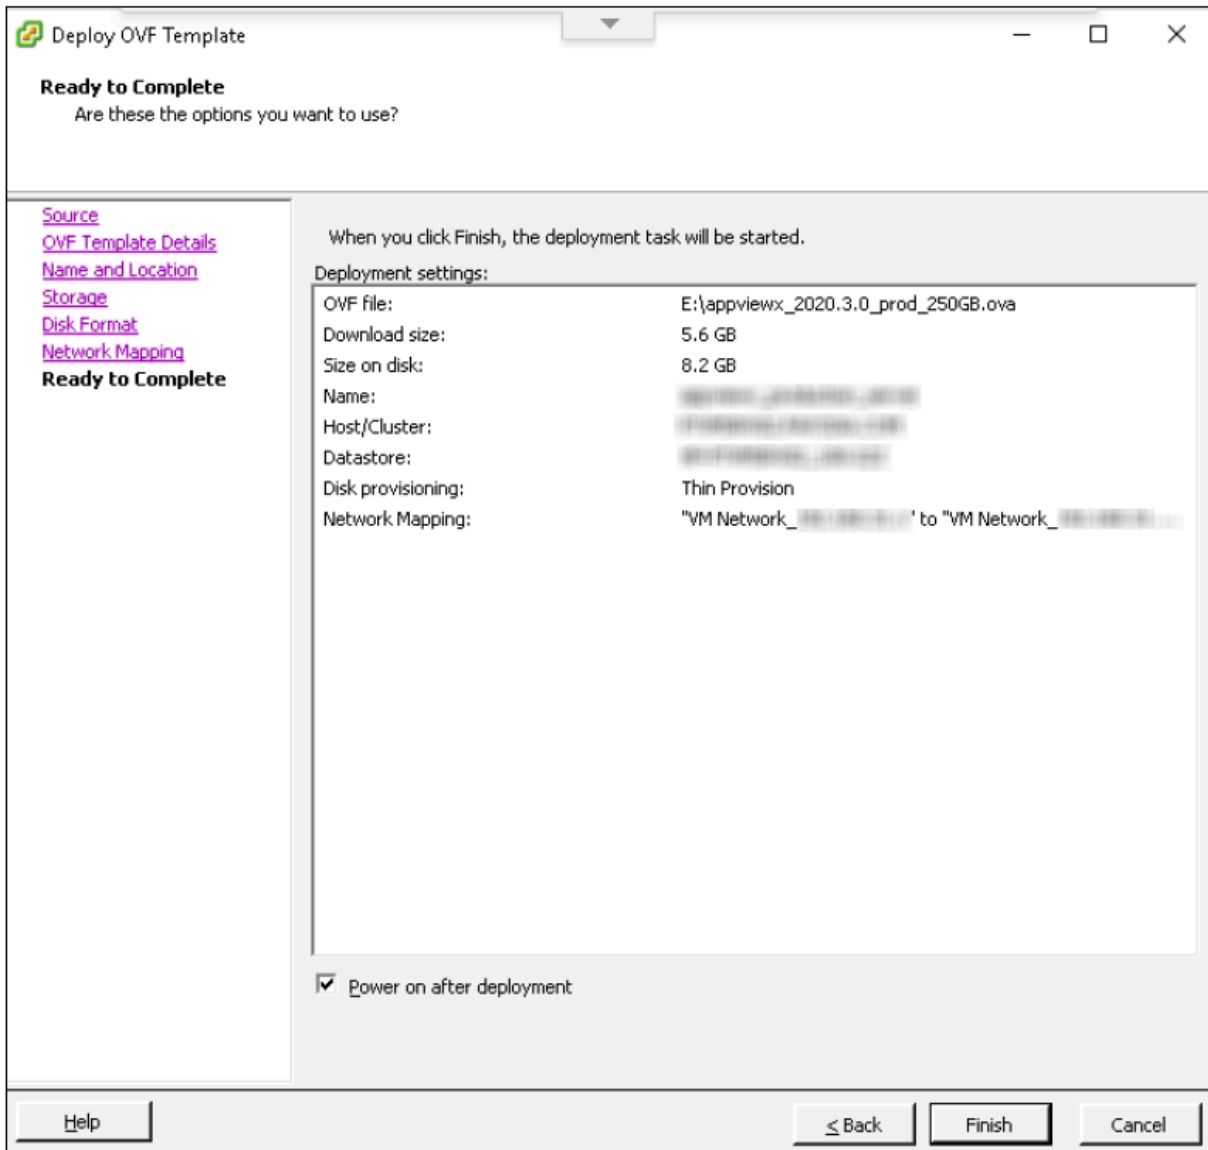 Deploy OVF Template
Ready to Complete
Are these the options you want to use?
Source
OVF Template Details
Name and Location
Storage
Disk Format
Network Mapping
Ready to Complete
When you click Finish, the deployment task will be started.
Deployment settings:
OVF file: E:\appviewx_2020.3.0_prod_250GB.ova
Download size: 5.6 GB
Size on disk: 8.2 GB
Name:
Host/Cluster:
Datastore:
Disk provisioning: Thin Provision
Network Mapping: "VM Network_ ' to "VM Network_
Power on after deployment
Help < Back Finish Cancel